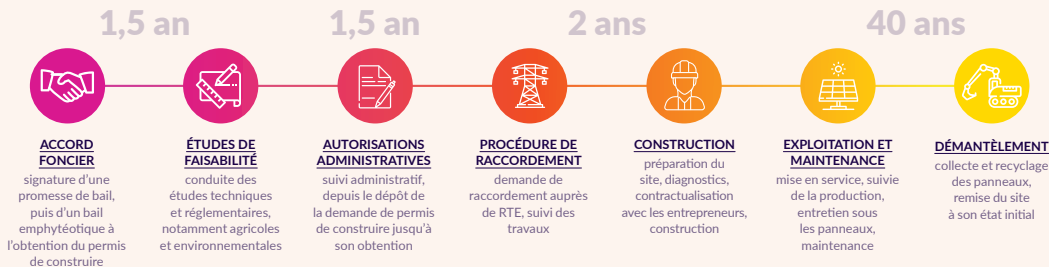 1,5 an
1,5 ans
2 ans
40 ans
ACCORD
FONCIER
signature d'une
promesse de bail,
puis d'un bail
emphytéotique à
l'obtention du permis
de construire
ÉTUDES DE
FAISABILITÉ
conduite des
études techniques
et réglementaires,
notamment agricoles
et environnementales
AUTORISATIONS
ADMINISTRATIVES
suivi administratif,
depuis le dépôt de
la demande de permis
de construire jusqu'à
son obtention
PROCÉDURE DE
RACCORDEMENT
demande de
raccordement auprès
de RTE, suivi des
travaux
CONSTRUCTION
préparation du
site, diagnostics,
contractualisation
avec les entrepreneurs,
construction
EXPLOITATION ET
MAINTENANCE
mise en service, suivie
de la production,
entretien sous
les panneaux,
maintenance
DÉMANTÈLEMENT
collecte et recyclage
des panneaux,
remise du site
à son état initial